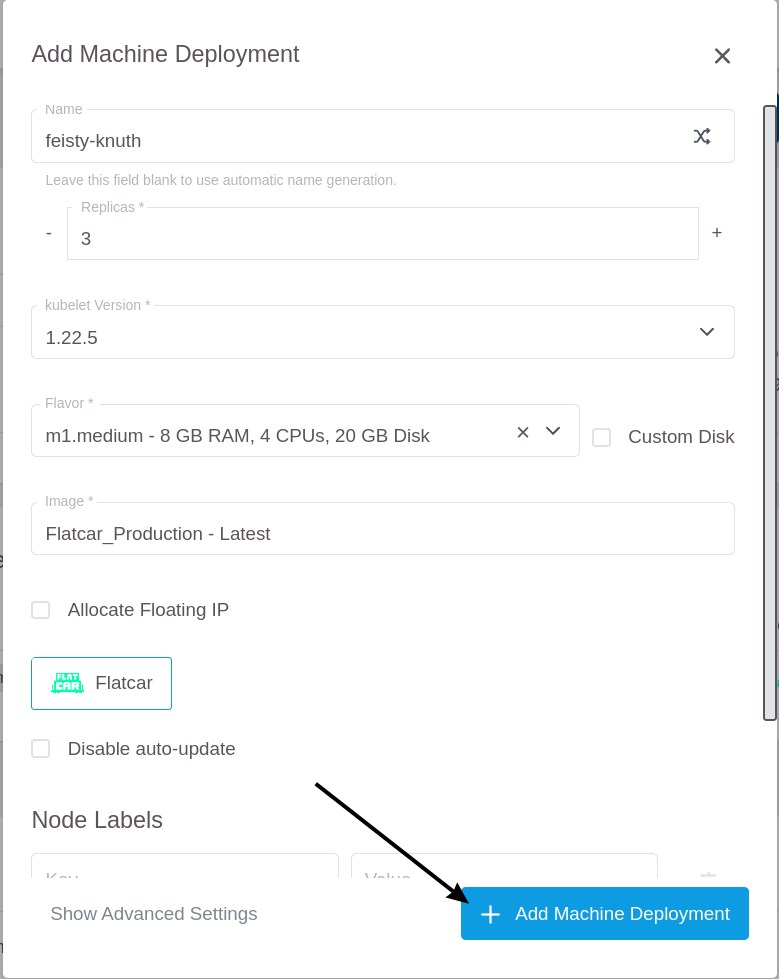 Add Machine Deployment
Name
feisty-knuth
Leave this field blank to use automatic name generation.
Replicas *
- 3 +
kubelet Version *
1.22.5
Flavor *
m1.medium - 8 GB RAM, 4 CPUs, 20 GB Disk
Custom Disk
Image *
Flatcar_Production - Latest
Allocate Floating IP
FLAT
CAR
Flatcar
Disable auto-update
Node Labels
Key Value
Show Advanced Settings
Add Machine Deployment